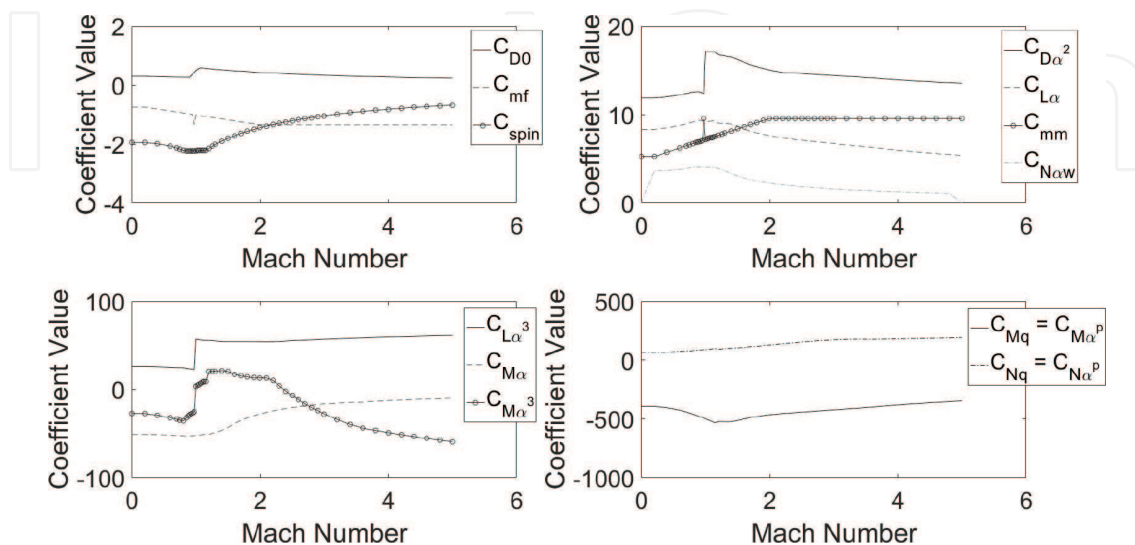 2
0
-2
-4
Coefficient Value
0 2 4 6
Mach Number
C_D0
C_mf
C_spin
20
10
0
Coefficient Value
0 2 4 6
Mach Number
C_Dα²
C_Lα
C_mm
C_Nαw
100
0
-100
Coefficient Value
0 2 4 6
Mach Number
C_Lα³
C_Mα
C_Mα³
500
0
-500
-1000
Coefficient Value
0 2 4 6
Mach Number
C_Mq = C_Mα^p
C_Nq = C_Nα^p